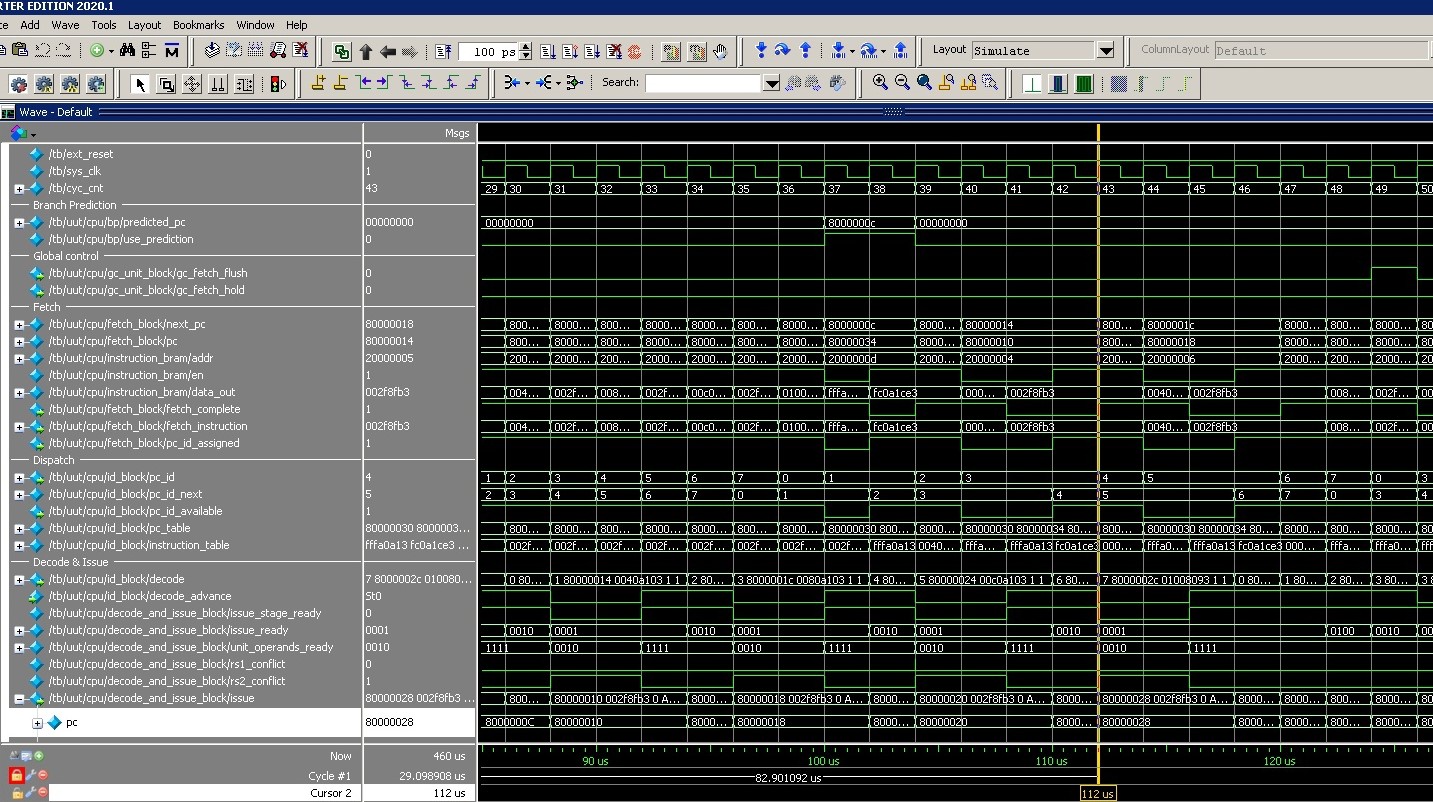 RTER EDITION 2020.1
te Add Wave Tools Layout Bookmarks Window Help
100 ps Layout Simulate ColumnLayout Default
Search:
Wave - Default
Msgs
/tb/ext_reset 0
/tb/sys_clk 1
/tb/cyc_cnt 43 29 30 31 32 33 34 35 36 37 38 39 40 41 42 43 44 45 46 47 48 49 50
Branch Prediction
/tb/uut/cpu/bp/predicted_pc 00000000 00000000 8000000c 00000000
/tb/uut/cpu/bp/use_prediction 0
Global control
/tb/uut/cpu/gc_unit_block/gc_fetch_flush 0
/tb/uut/cpu/gc_unit_block/gc_fetch_hold 0
Fetch
/tb/uut/cpu/fetch_block/next_pc 80000018 800... 8000... 8000... 8000... 8000... 8000... 8000... 8000000c 8000... 80000014 800... 8000001c 8000... 8000... 8000... 80
/tb/uut/cpu/fetch_block/pc 80000014 800... 8000... 8000... 8000... 8000... 8000... 8000... 80000034 8000... 80000010 800... 80000018 8000... 8000... 8000... 80
/tb/uut/cpu/instruction_bram/addr 20000005 200... 2000... 2000... 2000... 2000... 2000... 2000... 2000000d 2000... 20000004 200... 20000006 2000... 2000... 2000... 20
/tb/uut/cpu/instruction_bram/en 1
/tb/uut/cpu/instruction_bram/data_out 002f8fb3 004... 002f... 008... 002f... 00c0... 002f... 0100... fffa... fc0a1ce3 000... 002f8fb3 0040... 002f8fb3 008... 002f... 00
/tb/uut/cpu/fetch_block/fetch_complete 1
/tb/uut/cpu/fetch_block/fetch_instruction 002f8fb3 004... 002f... 008... 002f... 00c0... 002f... 0100... fffa... fc0a1ce3 000... 002f8fb3 0040... 002f8fb3 008... 002f... 00
/tb/uut/cpu/fetch_block/pc_id_assigned 1
Dispatch
/tb/uut/cpu/id_block/pc_id 4 1 2 3 4 5 6 7 0 1 2 3 4 5 6 7 0 3
/tb/uut/cpu/id_block/pc_id_next 5 2 3 4 5 6 7 0 1 2 3 4 5 6 7 0 3 4
/tb/uut/cpu/id_block/pc_id_available 1
/tb/uut/cpu/id_block/pc_table 80000030 8000003... 800... 8000... 8000... 8000... 8000... 8000... 8000... 80000030 800... 8000... 80000030 80000034 80... 800... 80000030 80000034 80... 8000... 8000... 8000... 80
/tb/uut/cpu/id_block/instruction_table fffa0a13 fc0a1ce3 ... 002f... 002f... 002f... 002f... 002f... 002f... 002f... fffa0a13 0040... fffa... fffa0a13 fc0a1ce3 000... fffa0... fffa0a13 fc0a1ce3 000... fffa... fffa0... ff
Decode & Issue
/tb/uut/cpu/id_block/decode 7 8000002c 010080... 0 80... 1 80000014 0040a103 1 1 2 80... 3 8000001c 0080a103 1 1 4 80... 5 80000024 00c0a103 1 1 6 80... 7 8000002c 01008093 1 1 0 80... 1 80... 2 80... 3 80... 3 8
/tb/uut/cpu/id_block/decode_advance St0
/tb/uut/cpu/decode_and_issue_block/issue_stage_ready 0
/tb/uut/cpu/decode_and_issue_block/issue_ready 0001 0010 0001 0010 0001 0010 0001 0010 0001 0100 0010 00
/tb/uut/cpu/decode_and_issue_block/unit_operands_ready 0010 1111 0010 1111 0010 1111 0010 1111 0010 1111
/tb/uut/cpu/decode_and_issue_block/rs1_conflict 0
/tb/uut/cpu/decode_and_issue_block/rs2_conflict 1
/tb/uut/cpu/decode_and_issue_block/issue 80000028 002f8fb3 ... 800... 80000010 002f8fb3 0 A... 8000... 80000018 002f8fb3 0 A... 8000... 80000020 002f8fb3 0 A... 8000... 80000028 002f8fb3 0 A... 8000... 8000... 8000... 8000... 80
pc 80000028 8000000C 80000010 8000... 80000018 8000... 80000020 8000... 80000028 8000... 8000... 8000... 8000... 80
Now 460 us 90 us 100 us 110 us 120 us
Cycle #1 29.098908 us 82.901092 us
Cursor 2 112 us 112 us